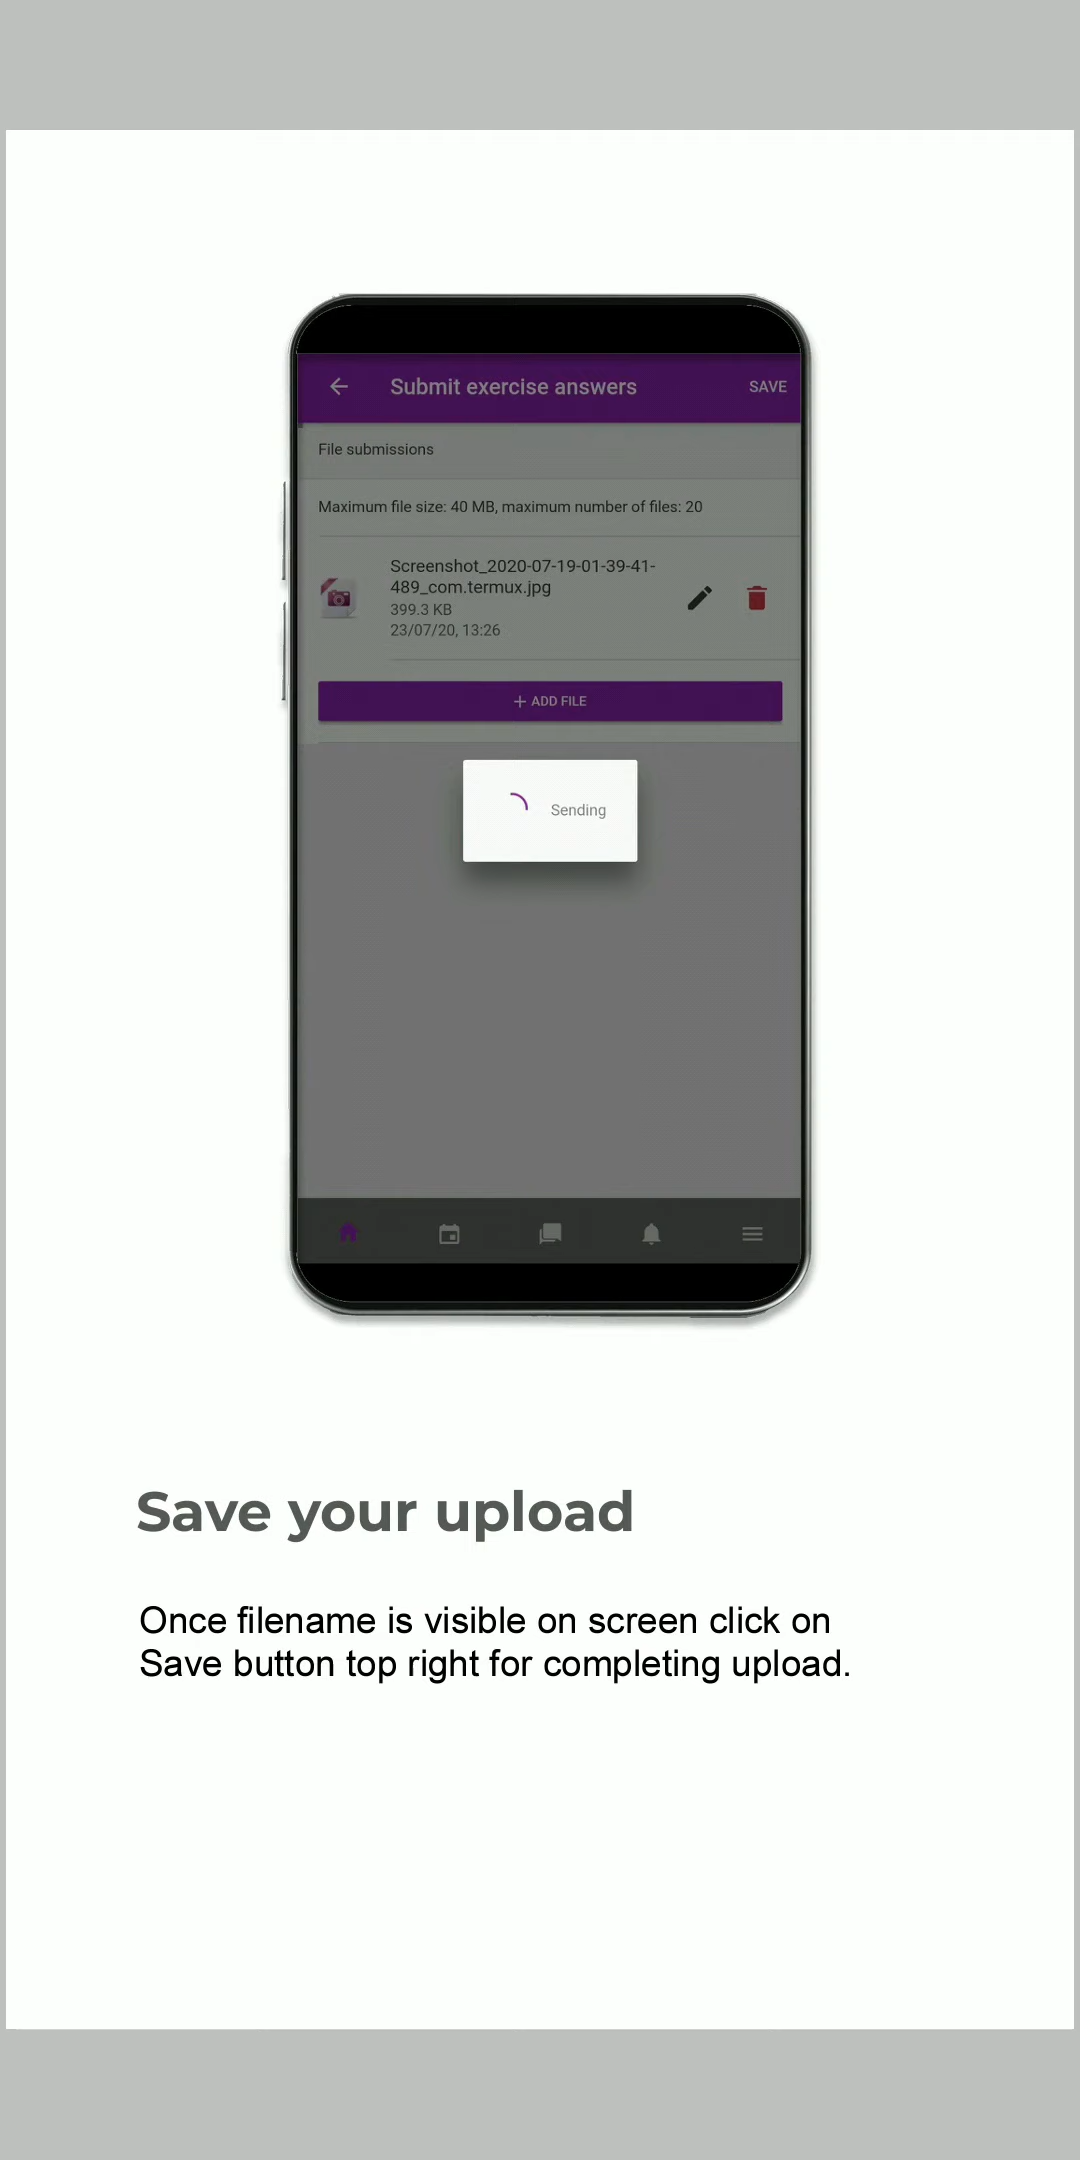 Submit exercise answers
SAVE
File submissions
Maximum file size: 40 MB, maximum number of files: 20
Screenshot_2020-07-19-01-39-41-
489_com.termux.jpg
399.3 KB
23/07/20, 13:26
+ ADD FILE
Sending
Save your upload
Once filename is visible on screen click on
Save button top right for completing upload.